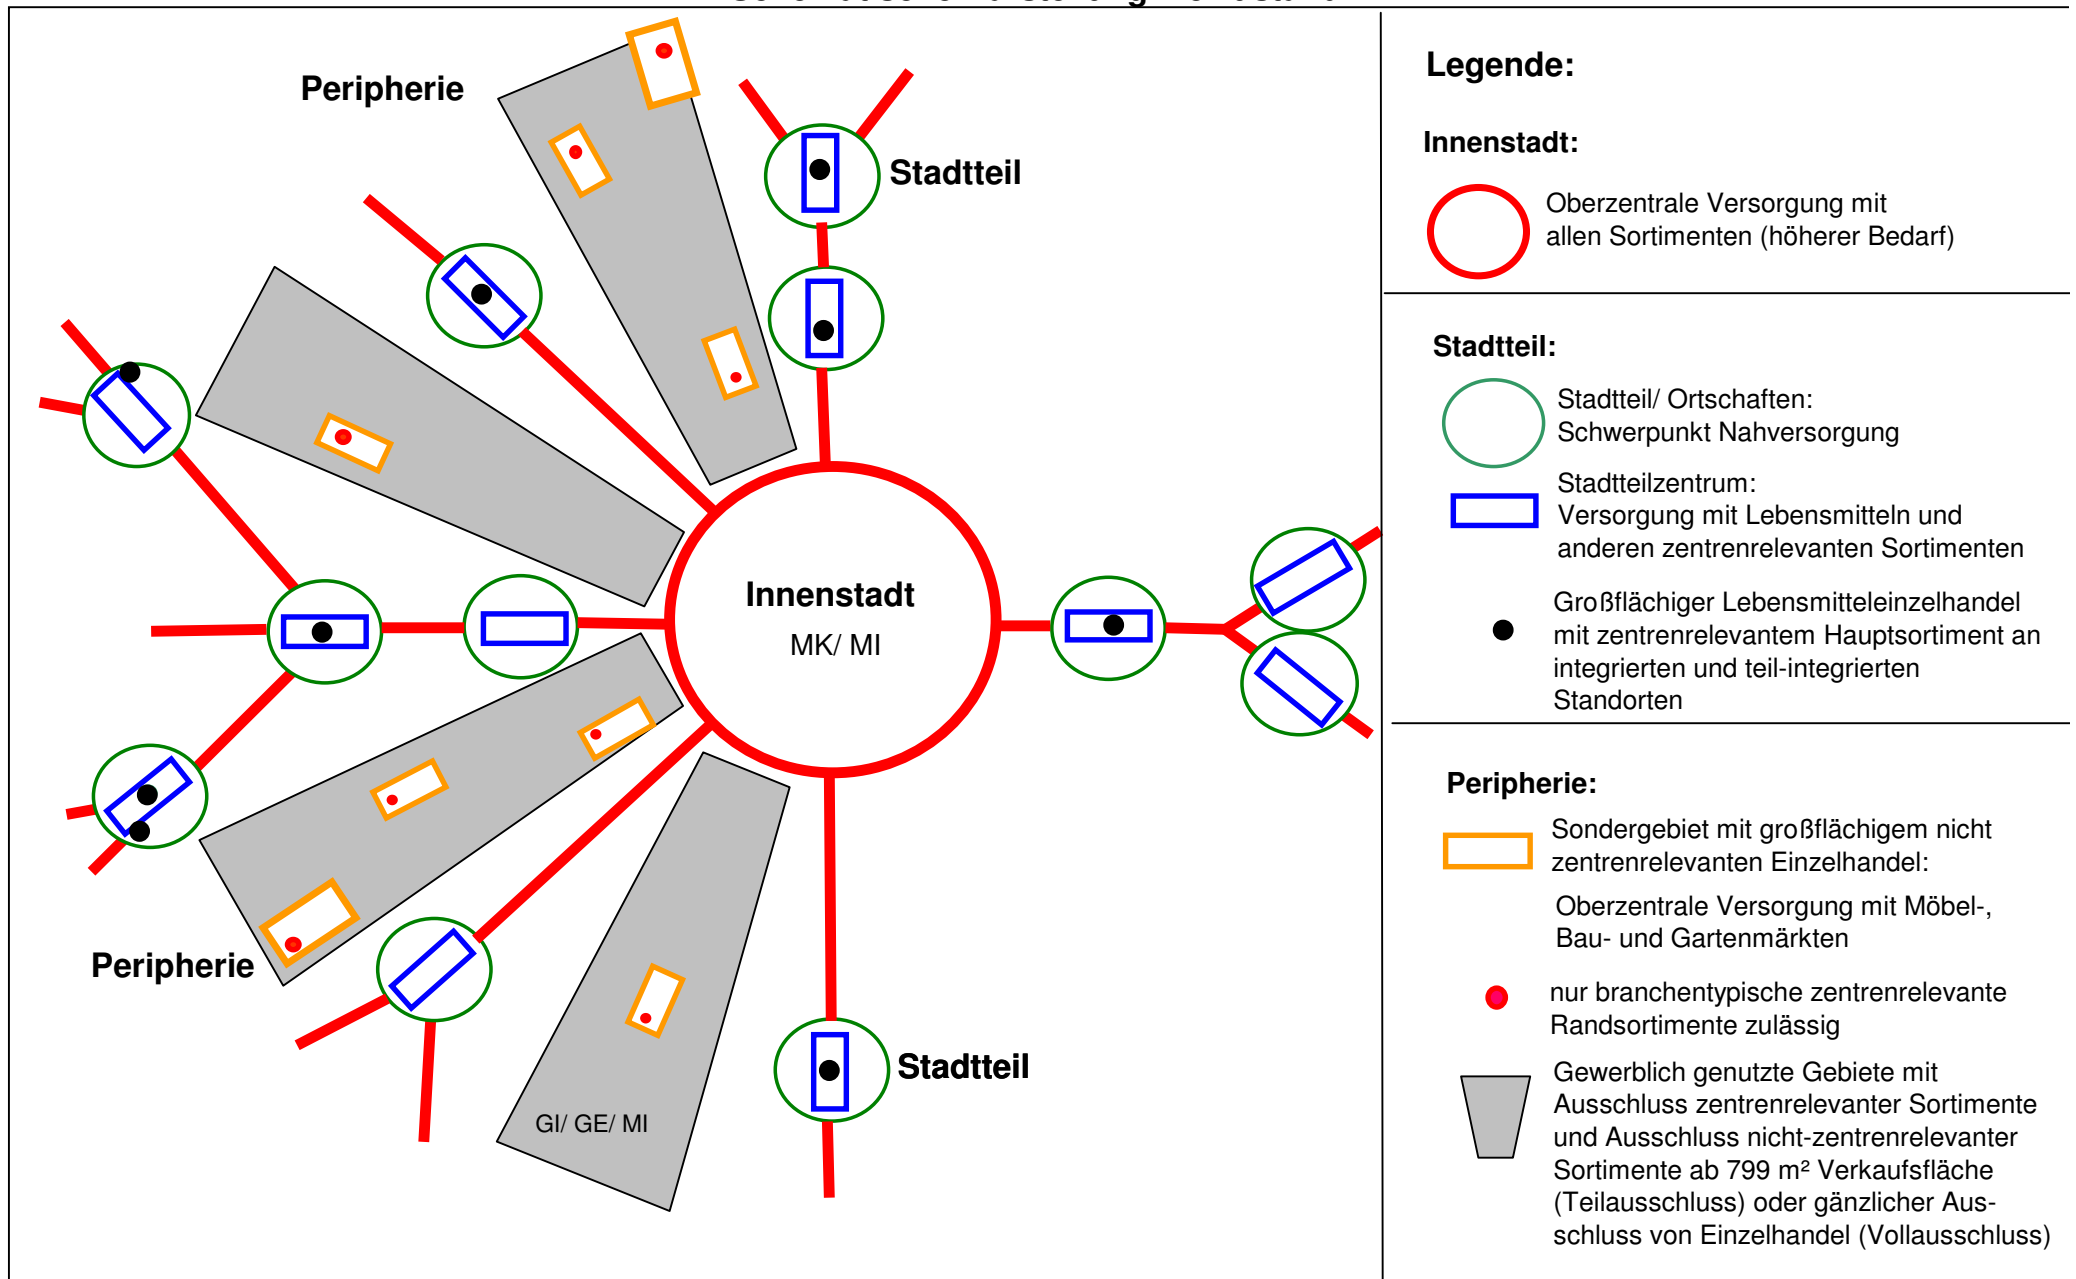 Peripherie
Stadtteil
Innenstadt
MK/ MI
Peripherie
Stadtteil
GI/ GE/ MI
Legende:
Innenstadt:
Oberzentrale Versorgung mit
allen Sortimenten (höherer Bedarf)
Stadtteil:
Stadtteil/ Ortschaften:
Schwerpunkt Nahversorgung
Stadtteilzentrum:
Versorgung mit Lebensmitteln und
anderen zentrenrelevanten Sortimenten
Großflächiger Lebensmitteleinzelhandel
mit zentrenrelevantem Hauptsortiment an
integrierten und teil-integrierten
Standorten
Peripherie:
Sondergebiet mit großflächigem nicht
zentrenrelevanten Einzelhandel:
Oberzentrale Versorgung mit Möbel-,
Bau- und Gartenmärkten
nur branchentypische zentrenrelevante
Randsortimente zulässig
Gewerblich genutzte Gebiete mit
Ausschluss zentrenrelevanter Sortimente
und Ausschluss nicht-zentrenrelevanter
Sortimente ab 799 m² Verkaufsfläche
(Teilausschluss) oder gänzlicher Aus-
schluss von Einzelhandel (Vollausschluss)